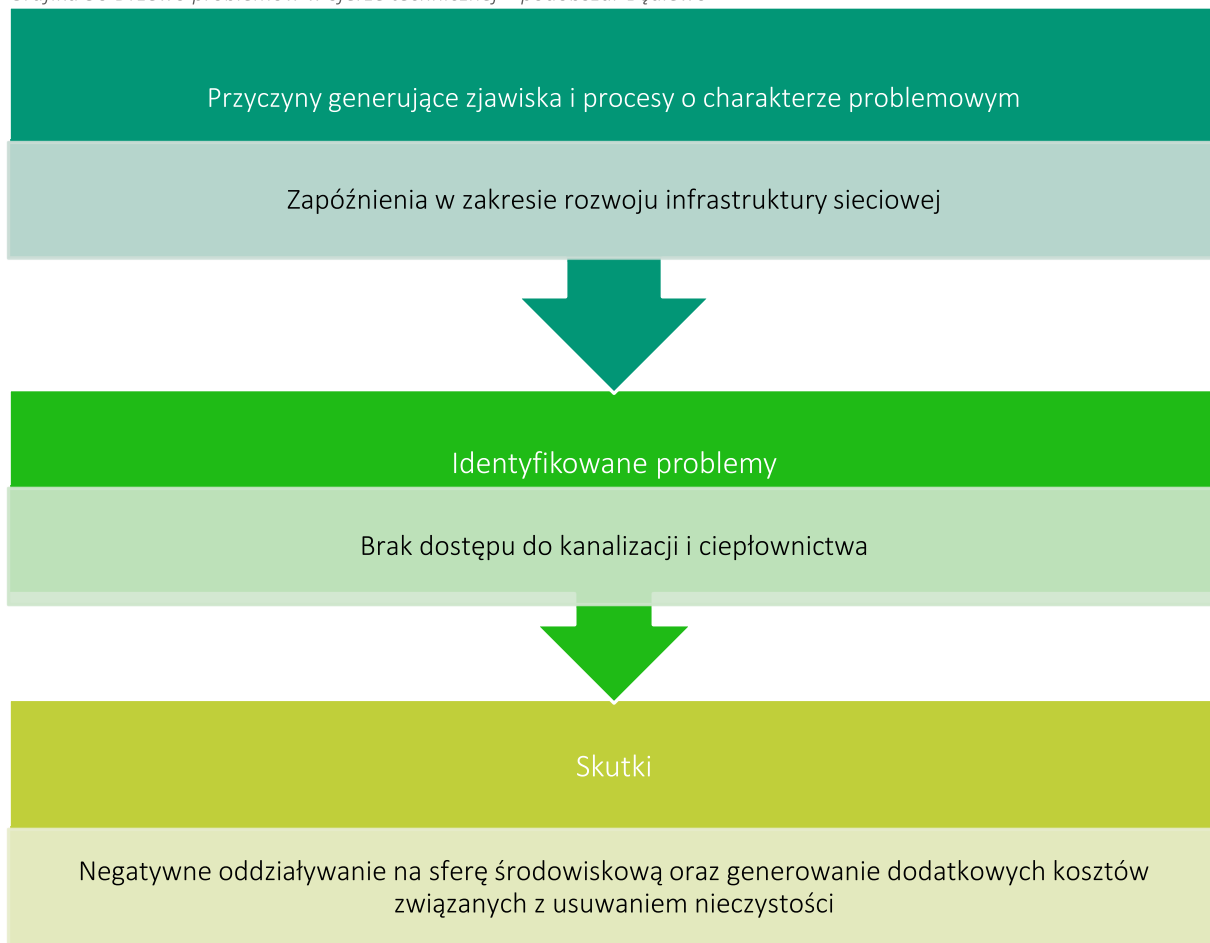 Przyczyny generujące zjawiska i procesy o charakterze problemowym
Zapóźnienia w zakresie rozwoju infrastruktury sieciowej
Identyfikowane problemy
Brak dostępu do kanalizacji i ciepłownictwa
Skutki
Negatywne oddziaływanie na sferę środowiskową oraz generowanie dodatkowych kosztów
związanych z usuwaniem nieczystości